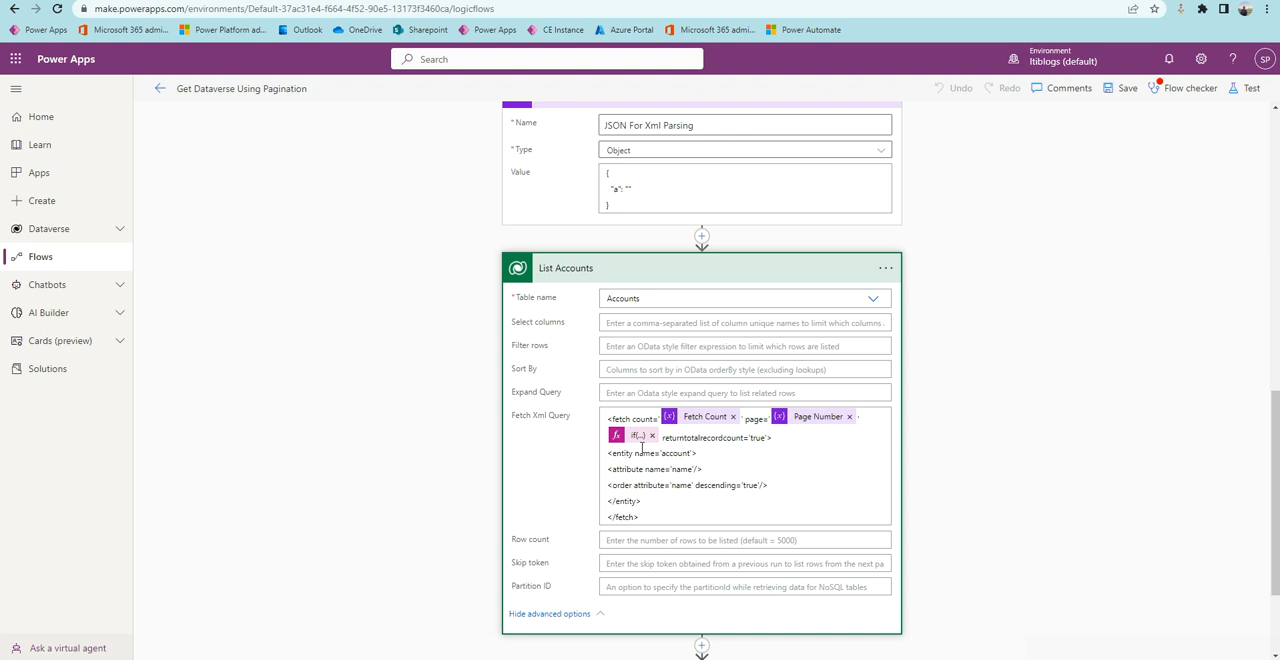 make.powerapps.com/environments/Default-37ac31e4-f664-4f52-90e5-13173f3460ca/logicflows
Power Apps
Microsoft 365 admi...
Power Platform ad...
Outlook
OneDrive
Sharepoint
Power Apps
CE Instance
Azure Portal
Microsoft 365 admi...
Power Automate
Power Apps
Search
Environment
ltiblogs (default)
?
SP
Get Dataverse Using Pagination
Undo
Redo
Comments
Save
Flow checker
Test
Home
Learn
Apps
Create
Dataverse
Flows
Chatbots
AI Builder
Cards (preview)
Solutions
Ask a virtual agent
* Name
JSON For Xml Parsing
* Type
Object
Value
{
"a": ""
}
List Accounts
...
* Table name
Accounts
Select columns
Enter a comma-separated list of column unique names to limit which columns a
Filter rows
Enter an OData style filter expression to limit which rows are listed
Sort By
Columns to sort by in OData orderBy style (excluding lookups)
Expand Query
Enter an Odata style expand query to list related rows
Fetch Xml Query
<fetch count=' {x} Fetch Count × ' page=' {x} Page Number × '
fx if(...) × returntotalrecordcount='true'>
<entity name='account'>
<attribute name='name'/>
<order attribute='name' descending='true'/>
</entity>
</fetch>
Row count
Enter the number of rows to be listed (default = 5000)
Skip token
Enter the skip token obtained from a previous run to list rows from the next pa
Partition ID
An option to specify the partitionId while retrieving data for NoSQL tables
Hide advanced options